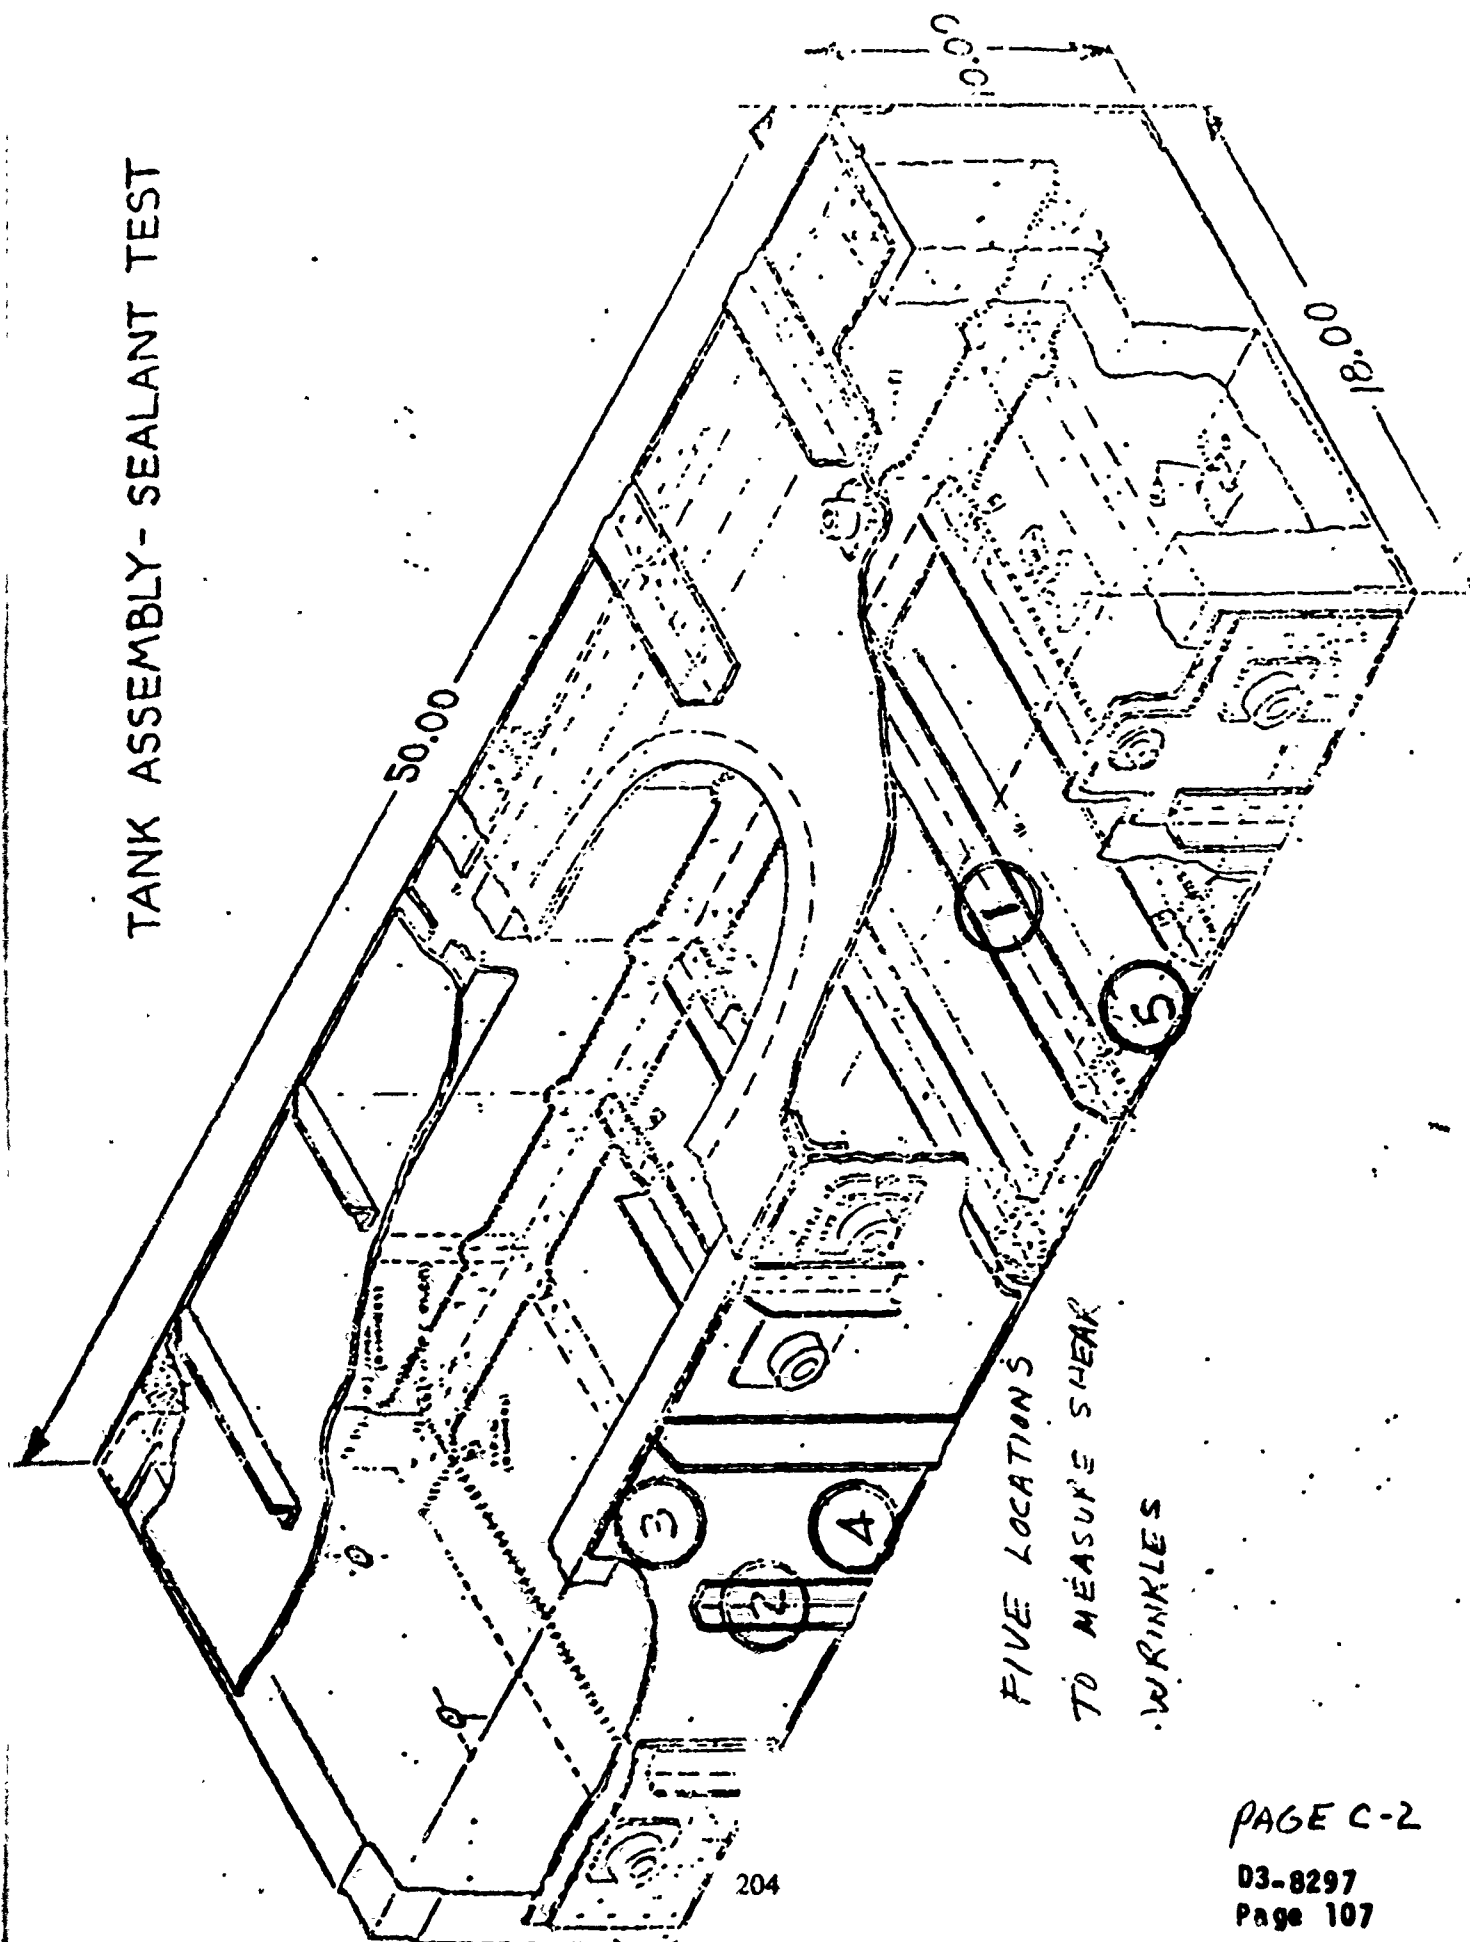 TANK ASSEMBLY - SEALANT TEST
50.00
10.00
18.00
1
5
3
4
2
FIVE LOCATIONS
TO MEASURE SHEAR
WRINKLES
204
PAGE C-2
D3-8297
Page 107